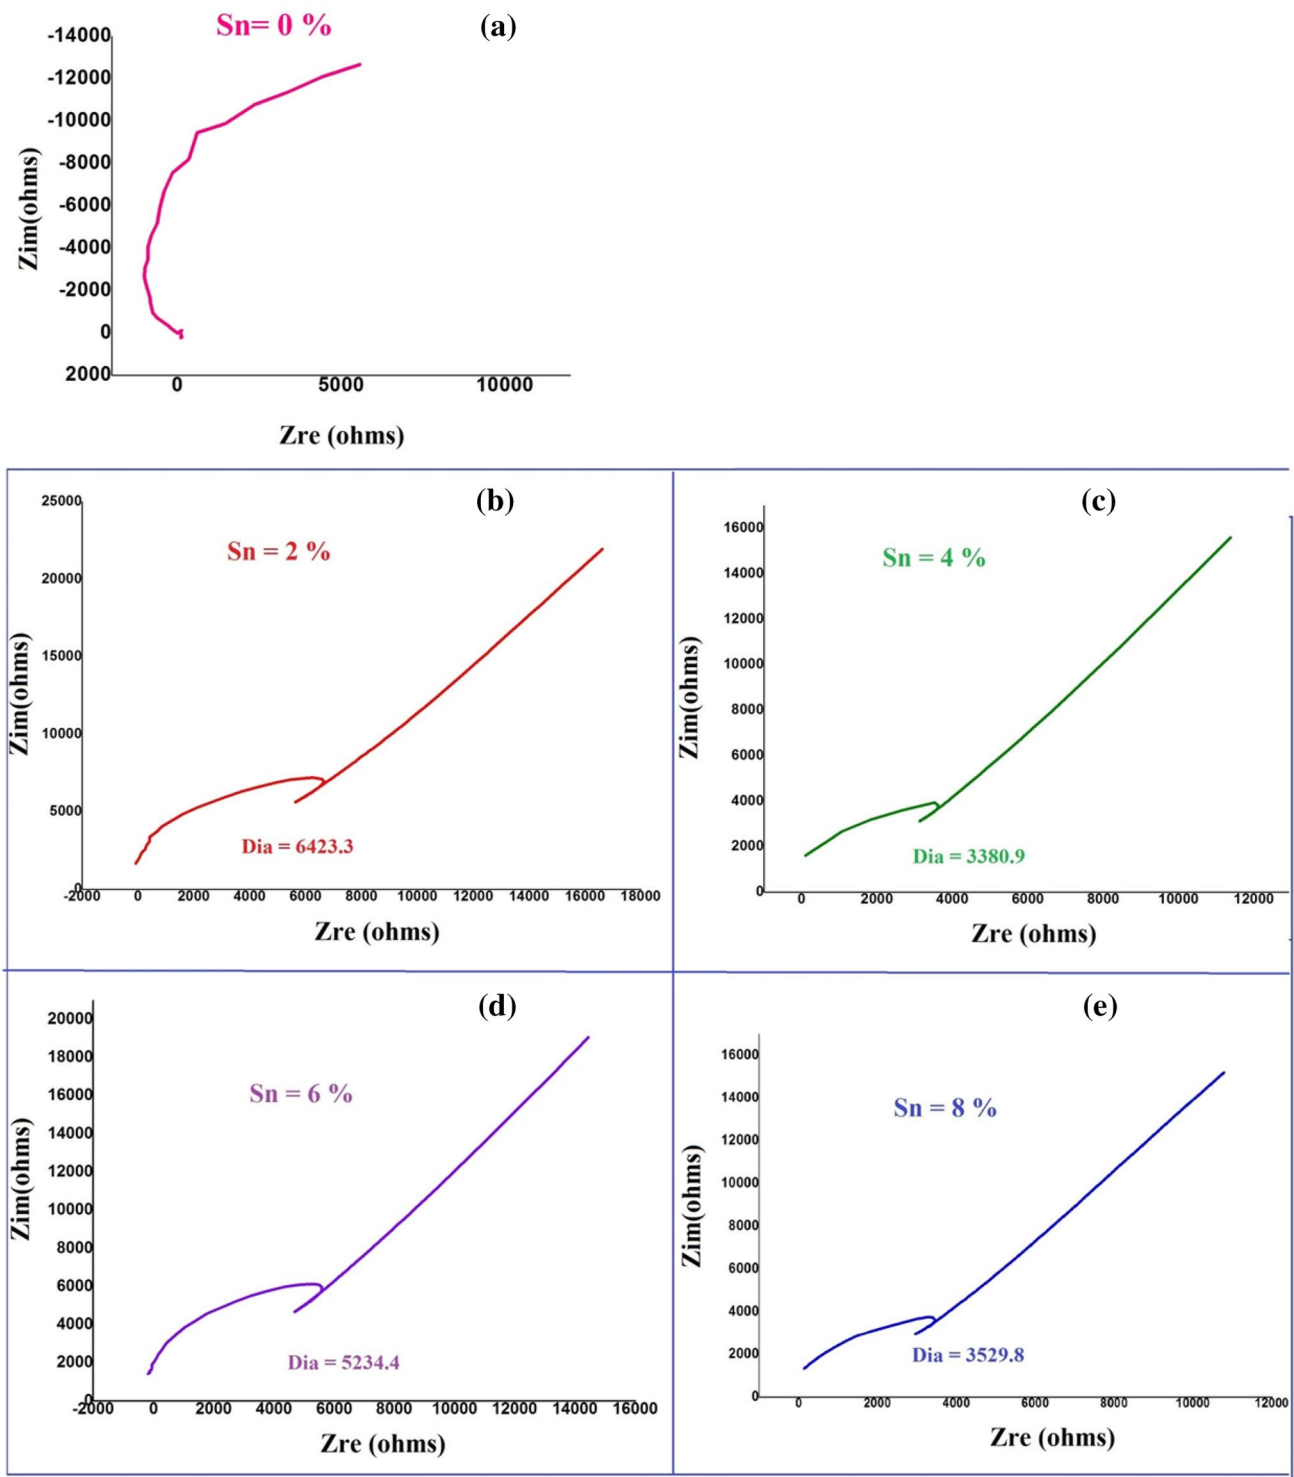 Sn= 0 %
(a)
-14000
-12000
-10000
-8000
-6000
-4000
-2000
0
2000
Zim(ohms)
0 5000 10000
Zre (ohms)
(b)
Sn = 2 %
25000
20000
15000
10000
5000
0
Zim(ohms)
Dia = 6423.3
-2000 0 2000 4000 6000 8000 10000 12000 14000 16000 18000
Zre (ohms)
(c)
Sn = 4 %
16000
14000
12000
10000
8000
6000
4000
2000
0
Zim(ohms)
Dia = 3380.9
0 2000 4000 6000 8000 10000 12000
Zre (ohms)
(d)
Sn = 6 %
20000
18000
16000
14000
12000
10000
8000
6000
4000
2000
0
Zim(ohms)
Dia = 5234.4
-2000 0 2000 4000 6000 8000 10000 12000 14000 16000
Zre (ohms)
(e)
Sn = 8 %
16000
14000
12000
10000
8000
6000
4000
2000
0
Zim(ohms)
Dia = 3529.8
0 2000 4000 6000 8000 10000 12000
Zre (ohms)